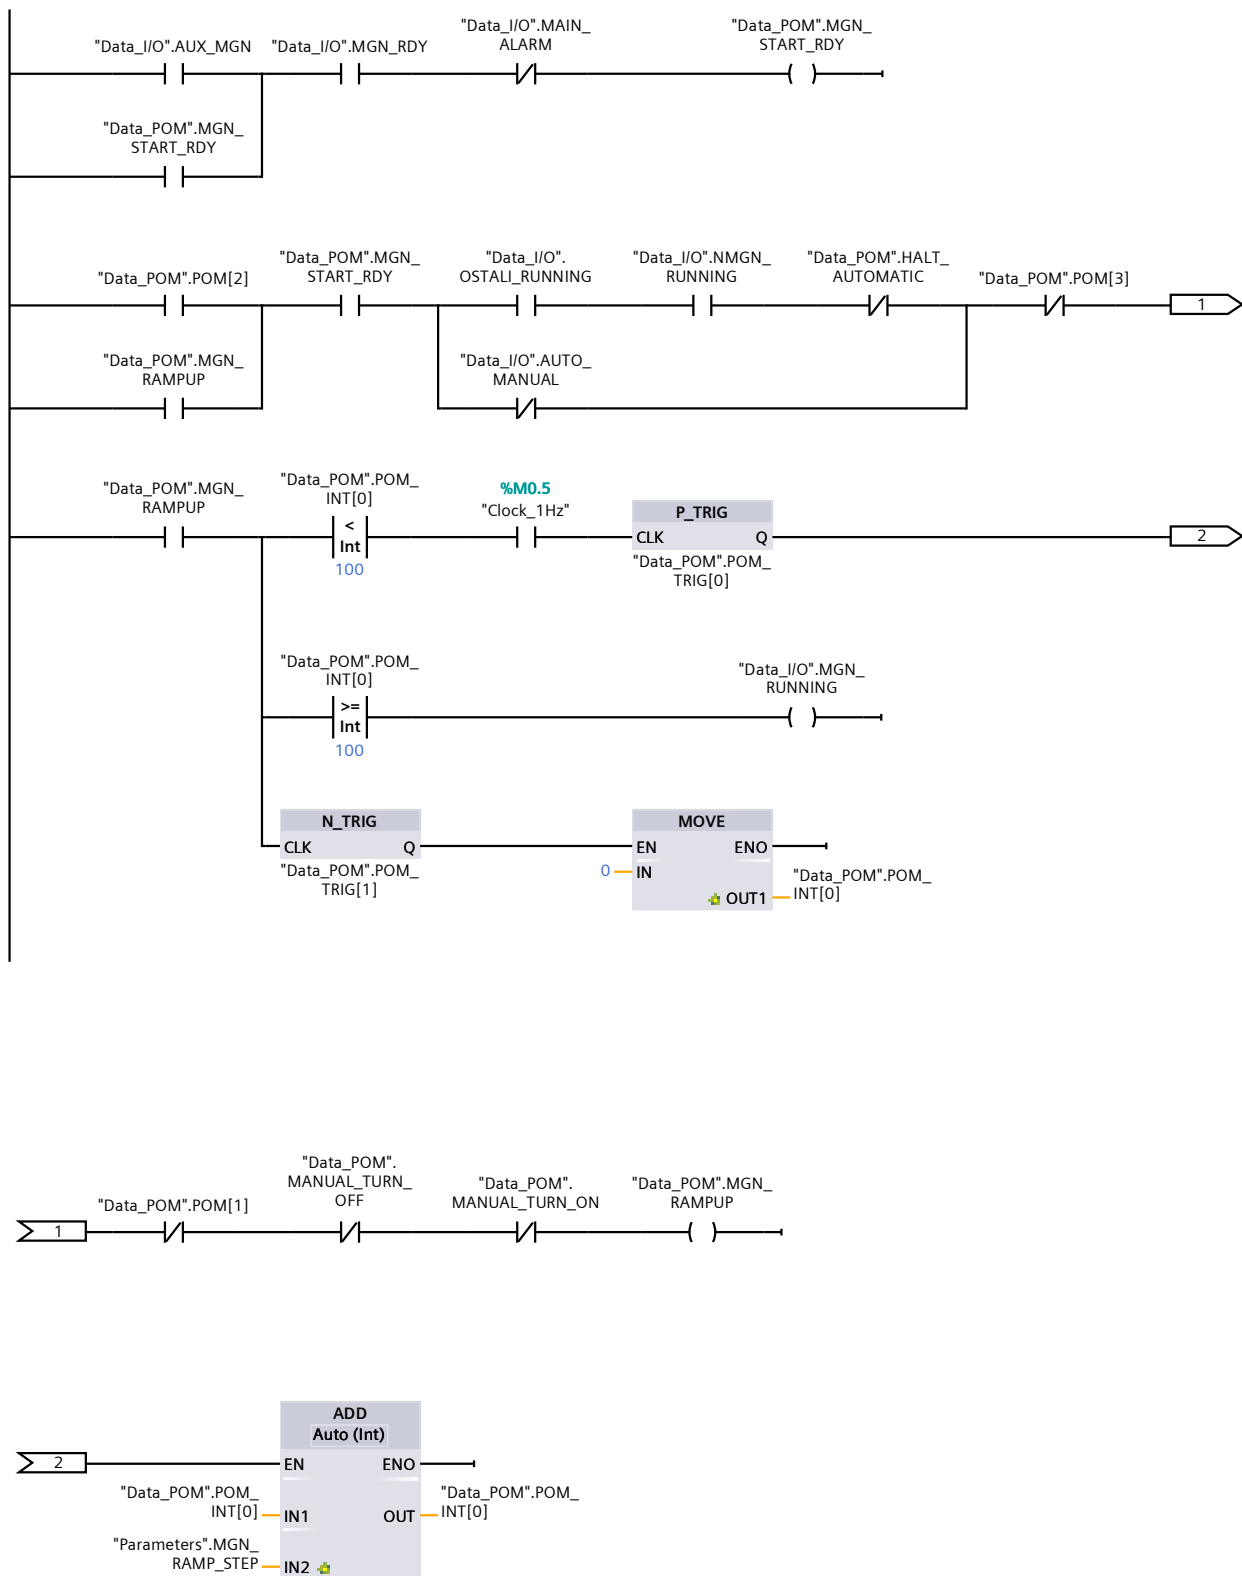 "Data_I/O".AUX_MGN
"Data_I/O".MGN_RDY
"Data_I/O".MAIN_
ALARM
"Data_POM".MGN_
START_RDY
"Data_POM".MGN_
START_RDY
"Data_POM".POM[2]
"Data_POM".MGN_
START_RDY
"Data_I/O".
OSTALI_RUNNING
"Data_I/O".NMGN_
RUNNING
"Data_POM".HALT_
AUTOMATIC
"Data_POM".POM[3]
1
"Data_POM".MGN_
RAMPUP
"Data_I/O".AUTO_
MANUAL
"Data_POM".MGN_
RAMPUP
"Data_POM".POM_
INT[0]
<
Int
100
%M0.5
"Clock_1Hz"
P_TRIG
CLK Q
"Data_POM".POM_
TRIG[0]
2
"Data_POM".POM_
INT[0]
>=
Int
100
"Data_I/O".MGN_
RUNNING
N_TRIG
CLK Q
"Data_POM".POM_
TRIG[1]
MOVE
EN ENO
0 IN
OUT1
"Data_POM".POM_
INT[0]
1
"Data_POM".POM[1]
"Data_POM".
MANUAL_TURN_
OFF
"Data_POM".
MANUAL_TURN_ON
"Data_POM".MGN_
RAMPUP
2
ADD
Auto (Int)
EN ENO
"Data_POM".POM_
INT[0]
IN1 OUT
"Data_POM".POM_
INT[0]
"Parameters".MGN_
RAMP_STEP
IN2